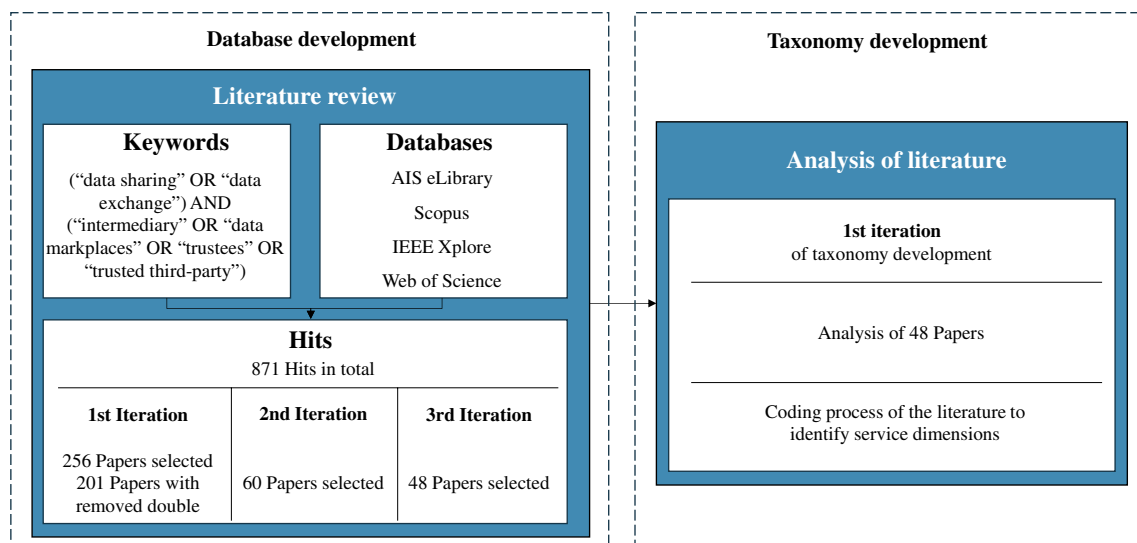 Database development
Literature review
Keywords
(“data sharing” OR “data
exchange”) AND
(“intermediary” OR “data
markplaces” OR “trustees” OR
“trusted third-party”)
Databases
AIS eLibrary
Scopus
IEEE Xplore
Web of Science
Hits
871 Hits in total
1st Iteration
256 Papers selected
201 Papers with
removed double
2nd Iteration
60 Papers selected
3rd Iteration
48 Papers selected
Taxonomy development
Analysis of literature
1st iteration
of taxonomy development
Analysis of 48 Papers
Coding process of the literature to
identify service dimensions